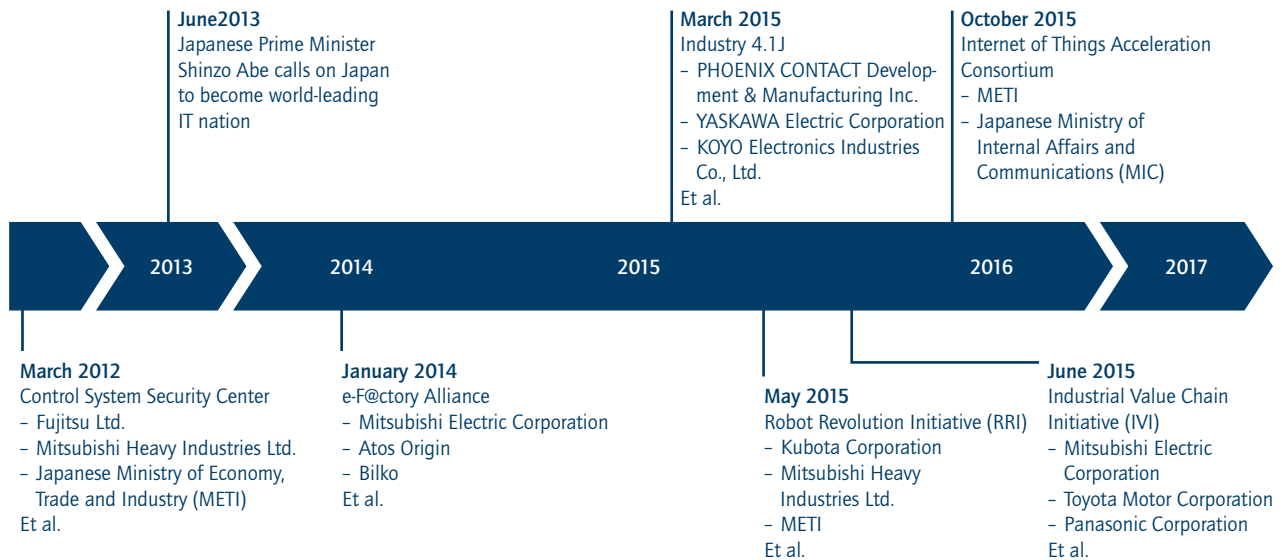 June2013
Japanese Prime Minister
Shinzo Abe calls on Japan
to become world-leading
IT nation
March 2015
Industry 4.1J
– PHOENIX CONTACT Develop-
ment & Manufacturing Inc.
– YASKAWA Electric Corporation
– KOYO Electronics Industries
Co., Ltd.
Et al.
October 2015
Internet of Things Acceleration
Consortium
– METI
– Japanese Ministry of
Internal Affairs and
Communications (MIC)
2013
2014
2015
2016
2017
March 2012
Control System Security Center
– Fujitsu Ltd.
– Mitsubishi Heavy Industries Ltd.
– Japanese Ministry of Economy,
Trade and Industry (METI)
Et al.
January 2014
e-F@ctory Alliance
– Mitsubishi Electric Corporation
– Atos Origin
– Bilko
Et al.
May 2015
Robot Revolution Initiative (RRI)
– Kubota Corporation
– Mitsubishi Heavy
Industries Ltd.
– METI
Et al.
June 2015
Industrial Value Chain
Initiative (IVI)
– Mitsubishi Electric
Corporation
– Toyota Motor Corporation
– Panasonic Corporation
Et al.